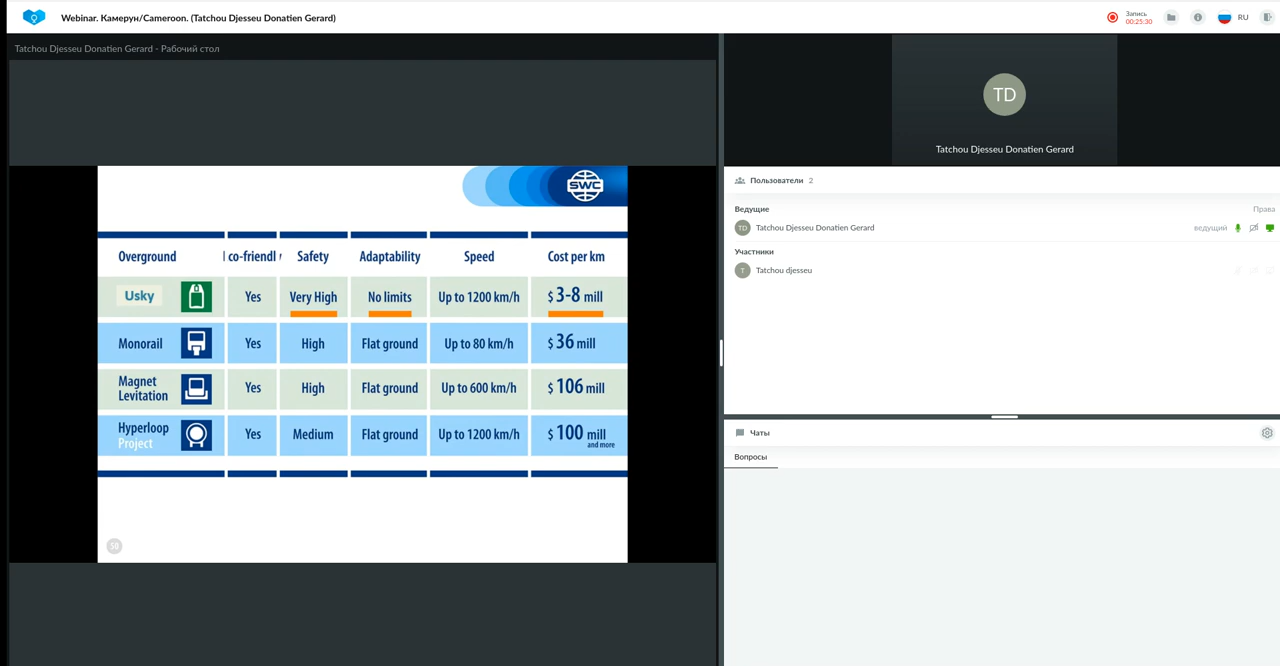 Webinar. Камерун/Cameroon. (Tatchou Djesseu Donatien Gerard)
Запись
00:25:30
RU
Tatchou Djesseu Donatien Gerard - Рабочий стол
TD
Tatchou Djesseu Donatien Gerard
Пользователи 2
Ведущие Права
TD Tatchou Djesseu Donatien Gerard ведущий
Участники
T Tatchou djesseu
Чаты
Вопросы
SWC
Overground co-friendl Safety Adaptability Speed Cost per km
Usky Yes Very High No limits Up to 1200 km/h $ 3-8 mill
Monorail Yes High Flat ground Up to 80 km/h $ 36 mill
Magnet
Levitation Yes High Flat ground Up to 600 km/h $ 106 mill
Hyperloop
Project Yes Medium Flat ground Up to 1200 km/h $ 100 mill
and more
50